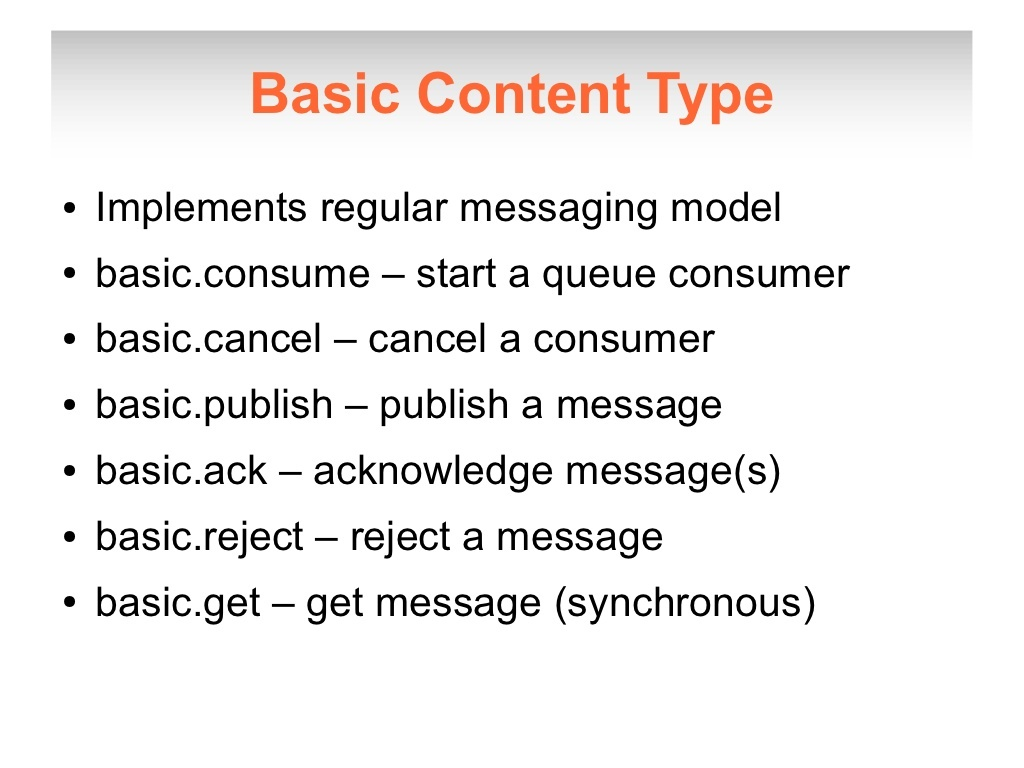 Basic Content Type
• Implements regular messaging model
• basic.consume – start a queue consumer
• basic.cancel – cancel a consumer
• basic.publish – publish a message
• basic.ack – acknowledge message(s)
• basic.reject – reject a message
• basic.get – get message (synchronous)